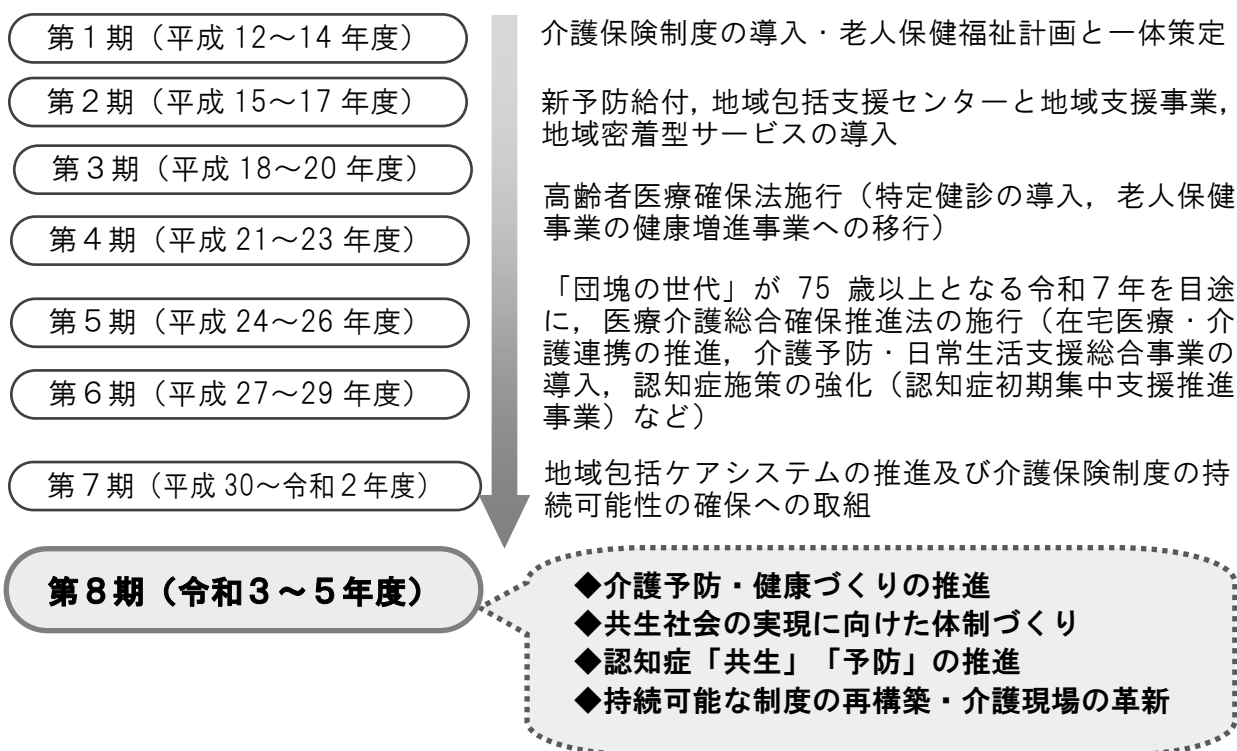 第1期（平成 12～14 年度）
介護保険制度の導入・老人保健福祉計画と一体策定
第2期（平成 15～17 年度）
新予防給付，地域包括支援センターと地域支援事業，
地域密着型サービスの導入
第3期（平成 18～20 年度）
高齢者医療確保法施行（特定健診の導入，老人保健
事業の健康増進事業への移行）
第4期（平成 21～23 年度）
「団塊の世代」が 75 歳以上となる令和７年を目途
に，医療介護総合確保推進法の施行（在宅医療・介
護連携の推進，介護予防・日常生活支援総合事業の
導入，認知症施策の強化（認知症初期集中支援推進
事業）など）
第5期（平成 24～26 年度）
第6期（平成 27～29 年度）
第7期（平成 30～令和２年度）
地域包括ケアシステムの推進及び介護保険制度の持
続可能性の確保への取組
第８期（令和３～５年度）
◆介護予防・健康づくりの推進
◆共生社会の実現に向けた体制づくり
◆認知症「共生」「予防」の推進
◆持続可能な制度の再構築・介護現場の革新